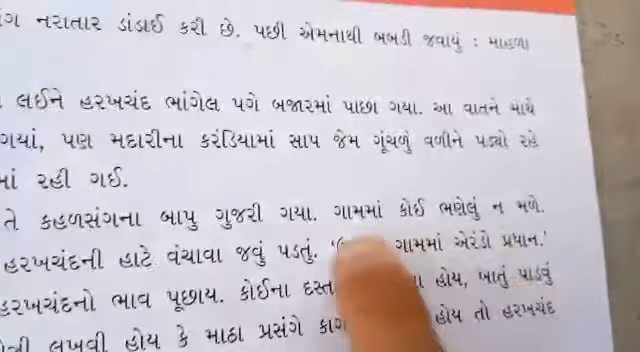 નરાતાર ડાંડાઈ કરી છે. પછી એમનાથી બબડી જવાયું : માહળા
લઈને હરખચંદ ભાંગેલ પગે બજારમાં પાછા ગયા. આ વાતને માથે
ગયાં, પણ મદારીના કરંડિયામાં સાપ જેમ ગૂંચળું વળીને પડ્યો રહે
રહી ગઈ.
તે કહળસંગના બાપુ ગુજરી ગયા. ગામમાં કોઈ ભણેલું ન મળે.
હરખચંદની હાટે વંચાવા જવું પડતું. ગામમાં એરંડો પ્રધાન.'
હરખચંદનો ભાવ પૂછાય. કોઈના હોય, ખાતું પાડવું
લખવી હોય કે માઠા પ્રસંગે હોય તો હરખચંદ